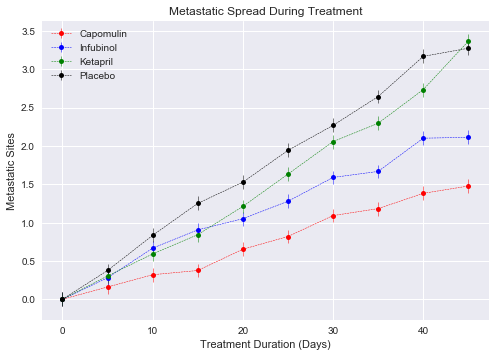 Metastatic Spread During Treatment
Capomulin
Infubinol
Ketapril
Placebo
3.5
3.0
2.5
2.0
1.5
1.0
0.5
0.0
Metastatic Sites
0
10
20
30
40
Treatment Duration (Days)